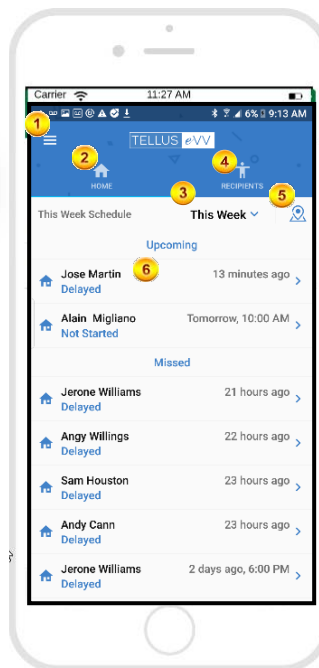 Carrier 11:27 AM
6% 9:13 AM
1
TELLUS eVV
2
4
HOME
RECIPIENTS
3
5
This Week Schedule This Week
Upcoming
Jose Martin 6 13 minutes ago
Delayed
Alain Migliano Tomorrow, 10:00 AM
Not Started
Missed
Jerone Williams 21 hours ago
Delayed
Angy Willings 22 hours ago
Delayed
Sam Houston 23 hours ago
Delayed
Andy Cann 23 hours ago
Delayed
Jerone Williams 2 days ago, 6:00 PM
Delayed